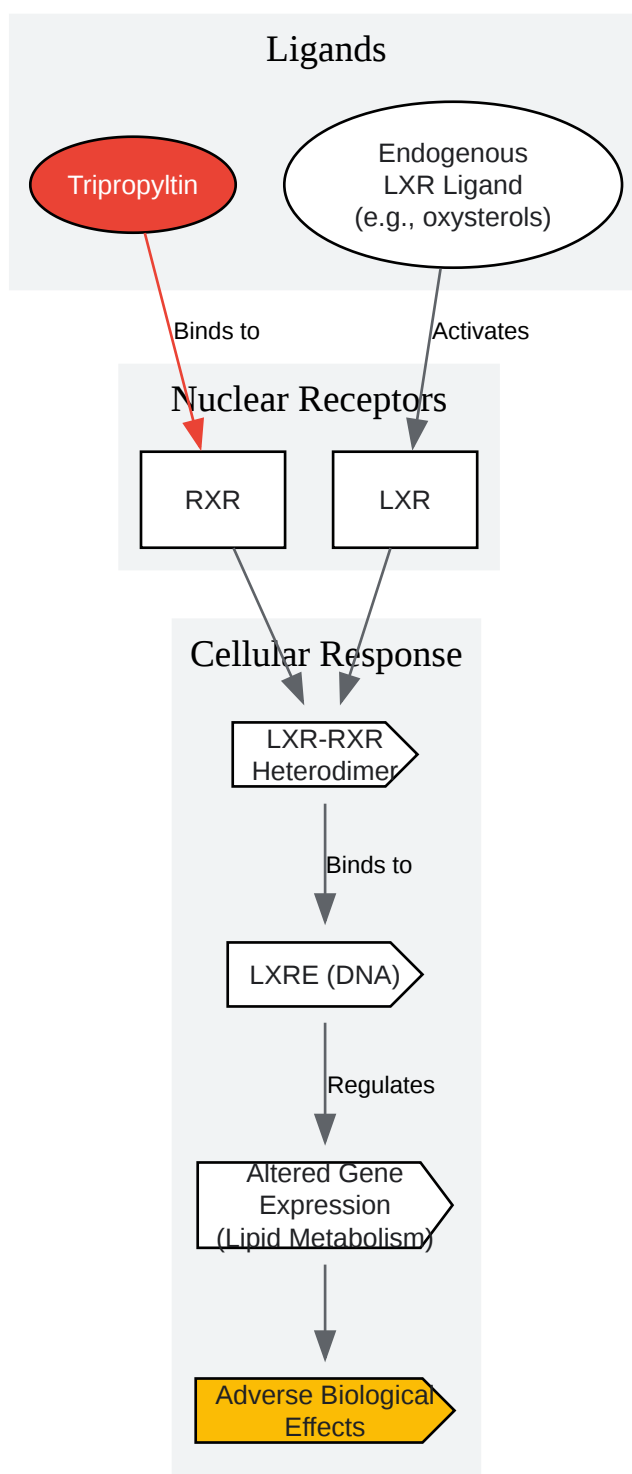 Ligands
Tripropyltin
Endogenous
LXR Ligand
(e.g., oxysterols)
Binds to
Activates
Nuclear Receptors
RXR
LXR
Cellular Response
LXR-RXR
Heterodimer
Binds to
LXRE (DNA)
Regulates
Altered Gene
Expression
(Lipid Metabolism)
Adverse Biological
Effects